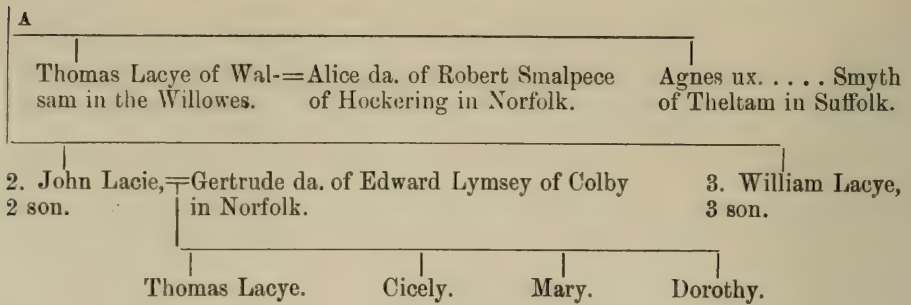 A
Thomas Lacye of Wal-=Alice da. of Robert Smalpece
sam in the Willowes. of Hockering in Norfolk.
Agnes ux. . . . . Smyth
of Theltam in Suffolk.
2. John Lacie,=Gertrude da. of Edward Lymsey of Colby
2 son. in Norfolk.
3. William Lacye,
3 son.
Thomas Lacye. Cicely. Mary. Dorothy.